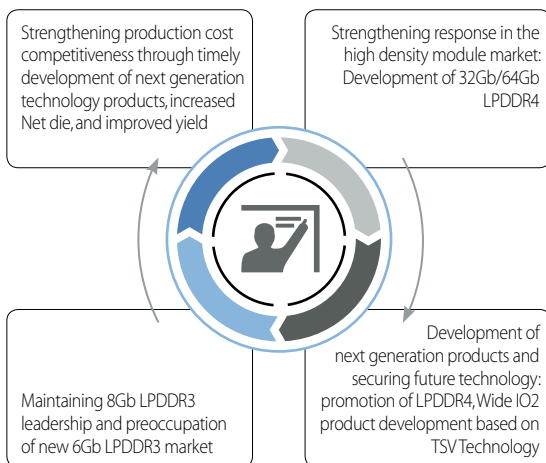 Strengthening production cost
competitiveness through timely
development of next generation
technology products, increased
Net die, and improved yield
Strengthening response in the
high density module market:
Development of 32Gb/64Gb
LPDDR4
Maintaining 8Gb LPDDR3
leadership and preoccupation
of new 6Gb LPDDR3 market
Development of
next generation products and
securing future technology:
promotion of LPDDR4, Wide IO2
product development based on
TSV Technology